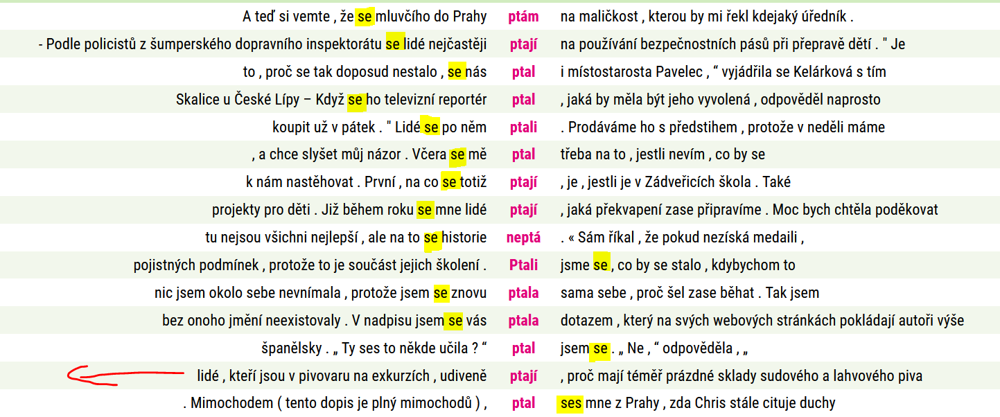 A teď si vemte , že se mluvčího do Prahy ptám na maličkost , kterou by mi řekl kdejaký úředník .
- Podle policistů z šumperského dopravního inspektorátu se lidé nejčastěji ptají na používání bezpečnostních pásů při přepravě dětí . " Je
to , proč se tak doposud nestalo , se nás ptal i místostarosta Pavelec , “ vyjádřila se Kelárková s tím
Skalice u České Lípy – Když se ho televizní reportér ptal , jaká by měla být jeho vyvolená , odpověděl naprosto
koupit už v pátek . " Lidé se po něm ptali . Prodáváme ho s předstihem , protože v neděli máme
, a chce slyšet můj názor . Včera se mě ptal třeba na to , jestli nevím , co by se
k nám nastěhovat . První , na co se totiž ptají , je , jestli je v Zádveřicích škola . Také
projekty pro děti . Již během roku se mne lidé ptají , jaká překvapení zase připravíme . Moc bych chtěla poděkovat
tu nejsou všichni nejlepší , ale na to se historie neptá . « Sám říkal , že pokud nezíská medaili ,
pojistných podmínek , protože to je součást jejich školení . Ptali jsme se , co by se stalo , kdybychom to
nic jsem okolo sebe nevnímala , protože jsem se znovu ptala sama sebe , proč šel zase běhat . Tak jsem
bez onoho jmění neexistovaly . V nadpisu jsem se vás ptala dotazem , který na svých webových stránkách pokládají autoři výše
španělsky . „ Ty ses to někde učila ? “ ptal jsem se . „ Ne , “ odpověděla , „
lidé , kteří jsou v pivovaru na exkurzích , udiveně ptají , proč mají téměř prázdné sklady sudového a lahvového piva
. Mimochodem ( tento dopis je plný mimochodů ) , ptal ses mne z Prahy , zda Chris stále cituje duchy